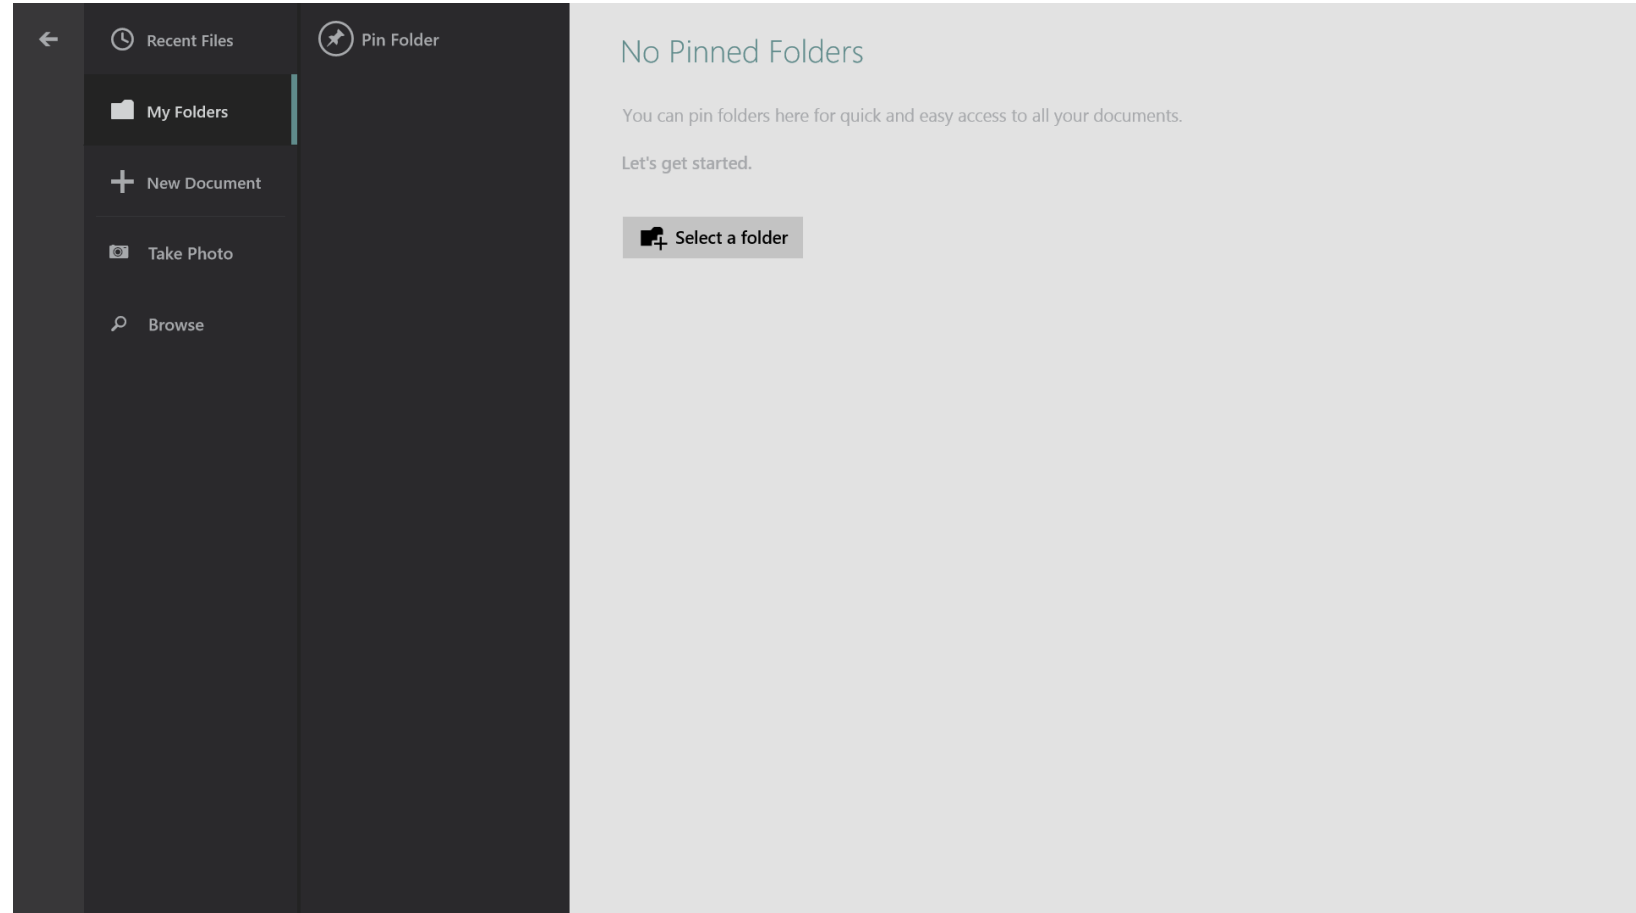 Recent Files
My Folders
New Document
Take Photo
Browse
Pin Folder
No Pinned Folders
You can pin folders here for quick and easy access to all your documents.
Let's get started.
Select a folder